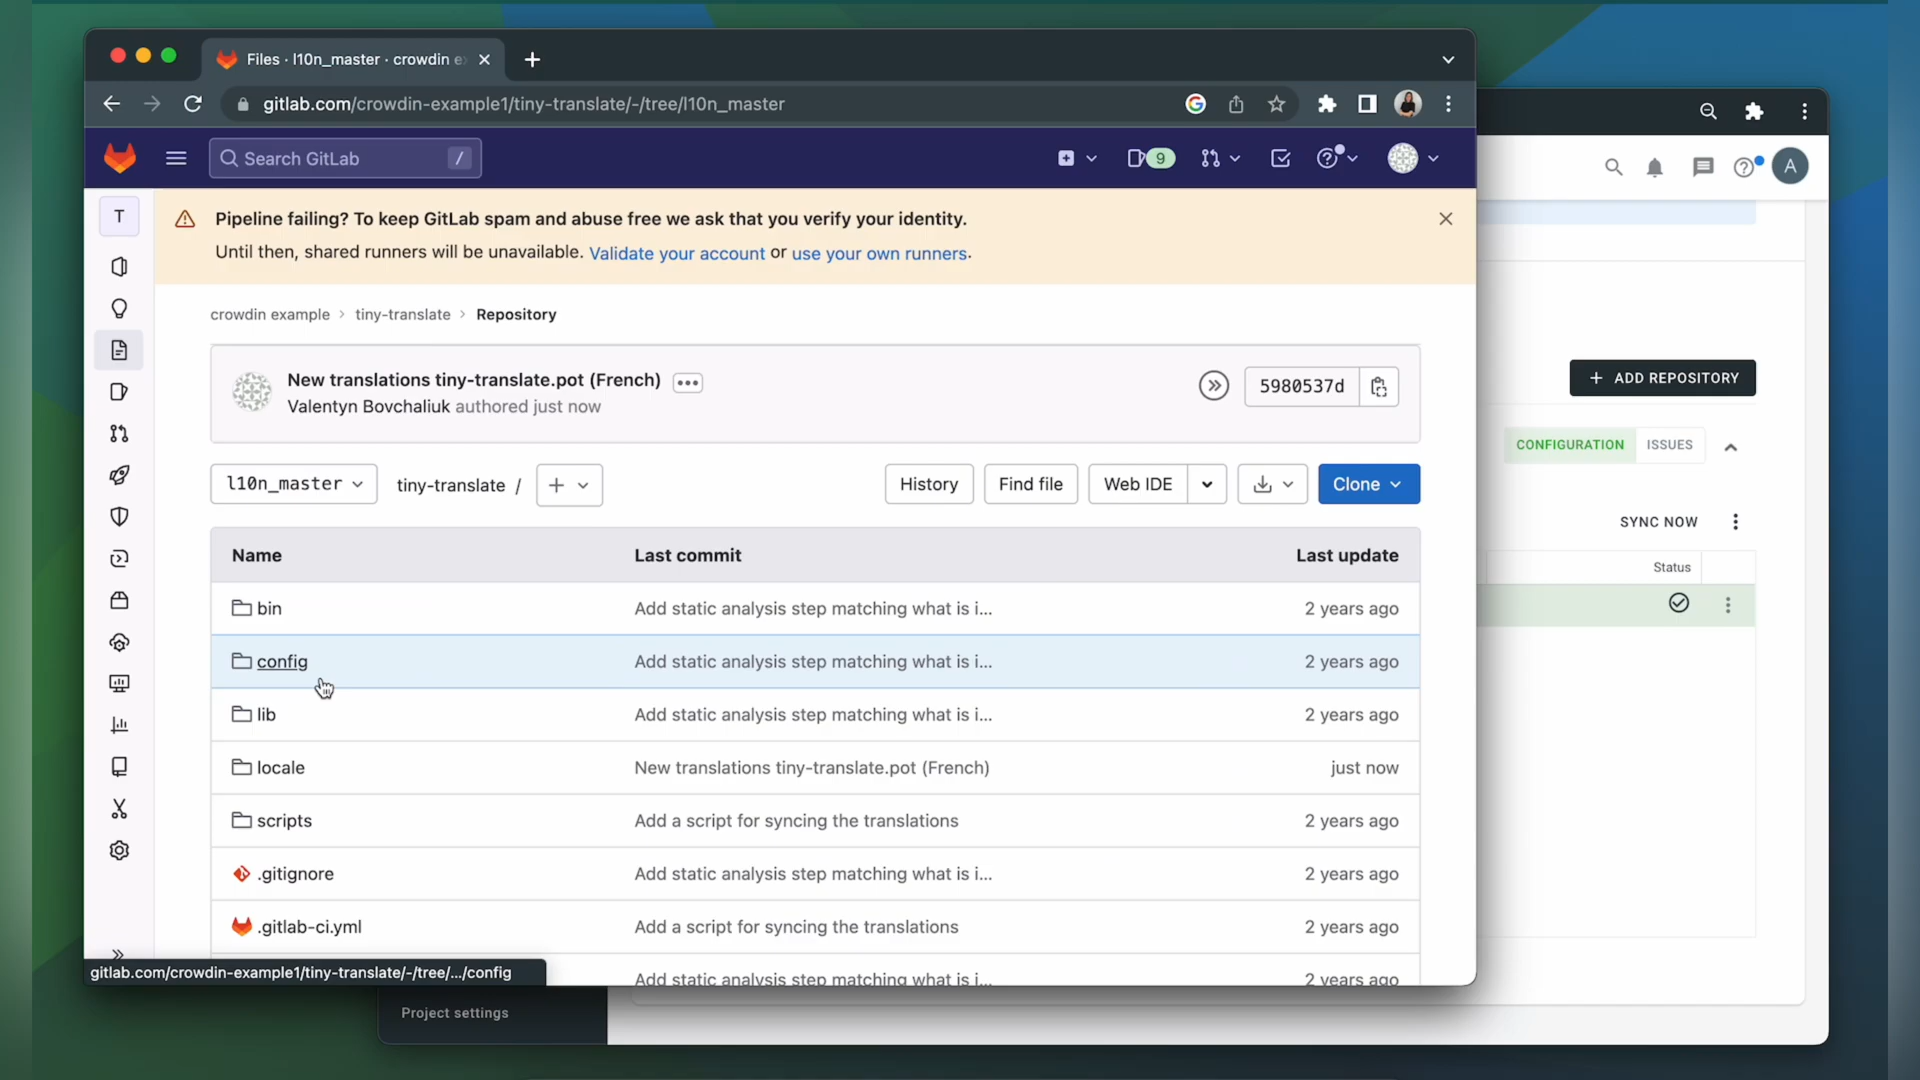 Files · l10n_master · crowdin ex
gitlab.com/crowdin-example1/tiny-translate/-/tree/l10n_master
Search GitLab
/
9
A
T
Pipeline failing? To keep GitLab spam and abuse free we ask that you verify your identity.
Until then, shared runners will be unavailable. Validate your account or use your own runners.
crowdin example › tiny-translate › Repository
New translations tiny-translate.pot (French)
Valentyn Bovchaliuk authored just now
5980537d
+ ADD REPOSITORY
CONFIGURATION
ISSUES
l10n_master
tiny-translate /
+
History
Find file
Web IDE
Clone
SYNC NOW
Name
Last commit
Last update
Status
bin
Add static analysis step matching what is i...
2 years ago
config
Add static analysis step matching what is i...
2 years ago
lib
Add static analysis step matching what is i...
2 years ago
locale
New translations tiny-translate.pot (French)
just now
scripts
Add a script for syncing the translations
2 years ago
.gitignore
Add static analysis step matching what is i...
2 years ago
.gitlab-ci.yml
Add a script for syncing the translations
2 years ago
gitlab.com/crowdin-example1/tiny-translate/-/tree/.../config
Add static analysis step matching what is i...
2 years ago
Project settings